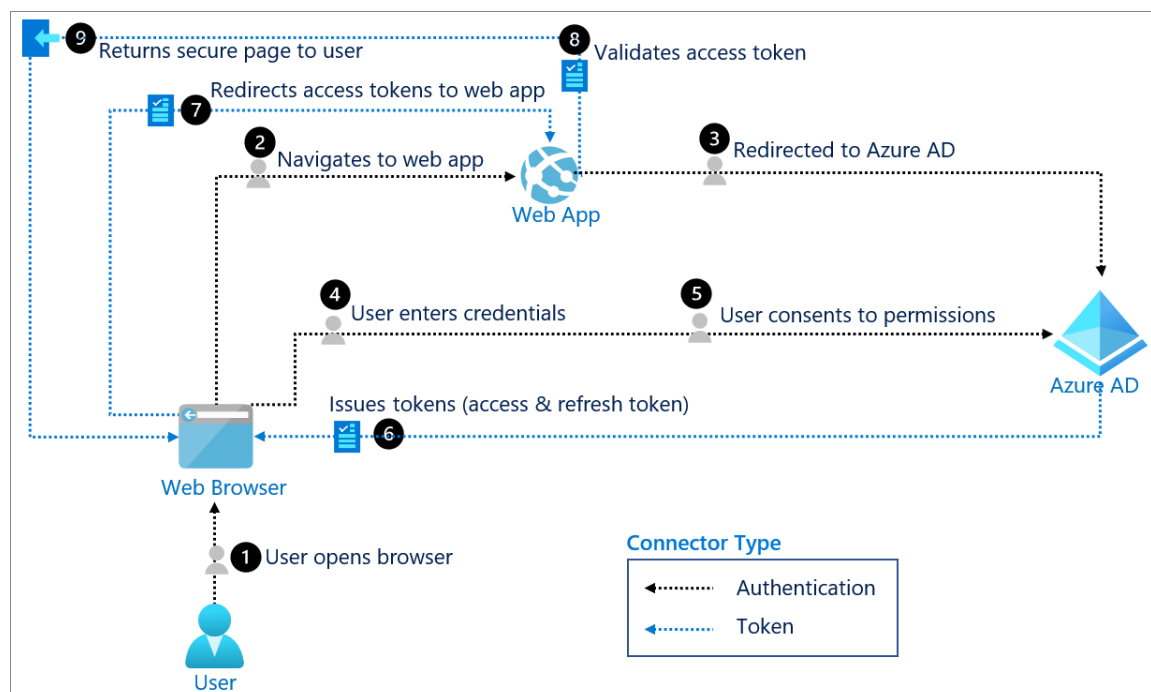 9 Returns secure page to user
8 Validates access token
7 Redirects access tokens to web app
2 Navigates to web app
3 Redirected to Azure AD
Web App
4 User enters credentials
5 User consents to permissions
Azure AD
Issues tokens (access & refresh token)
6
Web Browser
1 User opens browser
User
Connector Type
Authentication
Token